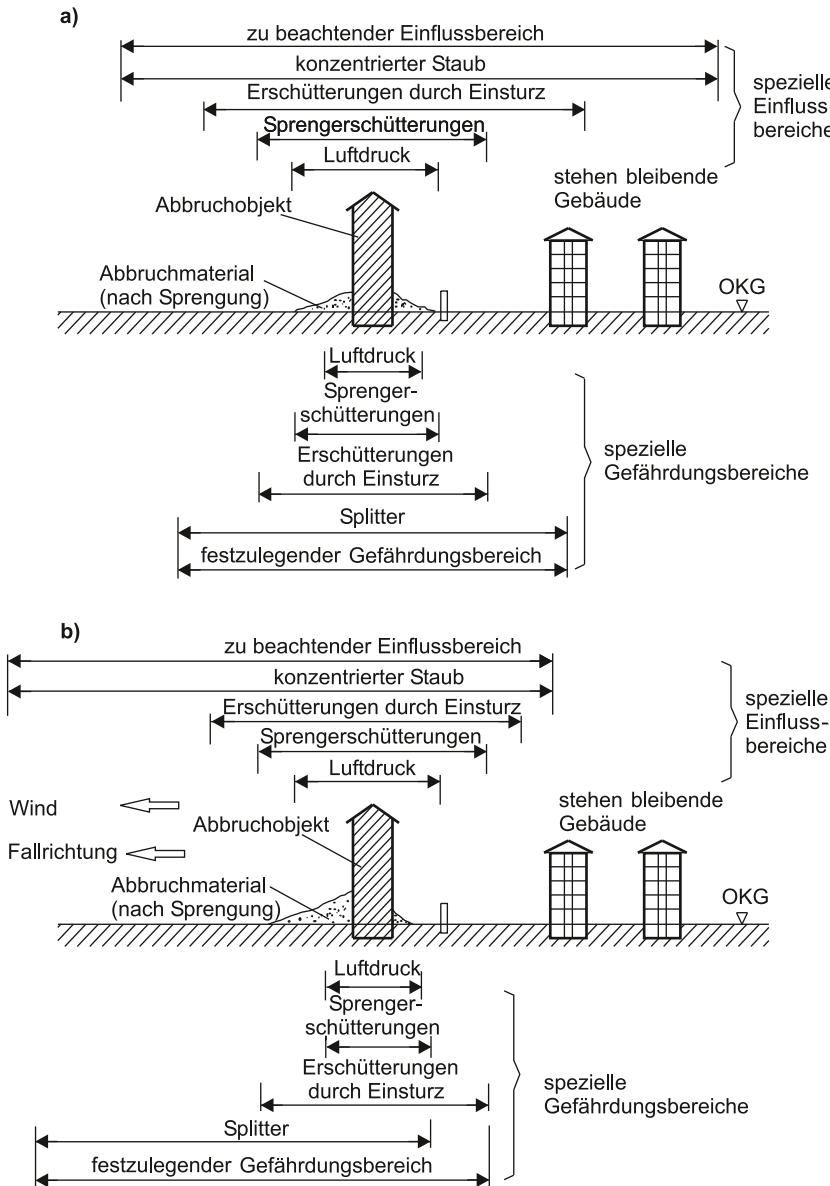 a)
zu beachtender Einflussbereich
konzentrierter Staub
Erschütterungen durch Einsturz
Sprengerschütterungen
Luftdruck
spezielle
Einfluss-
bereiche
stehen bleibende
Gebäude
Abbruchobjekt
Abbruchmaterial
(nach Sprengung)
OKG
Luftdruck
Sprenger-
schütterungen
Erschütterungen
durch Einsturz
Splitter
festzulegender Gefährdungsbereich
spezielle
Gefährdungsbereiche
b)
zu beachtender Einflussbereich
konzentrierter Staub
Erschütterungen durch Einsturz
Sprengerschütterungen
Luftdruck
spezielle
Einfluss-
bereiche
Wind
Fallrichtung
stehen bleibende
Gebäude
Abbruchobjekt
Abbruchmaterial
(nach Sprengung)
OKG
Luftdruck
Sprenger-
erschütterungen
Erschütterungen
durch Einsturz
Splitter
festzulegender Gefährdungsbereich
spezielle
Gefährdungsbereiche